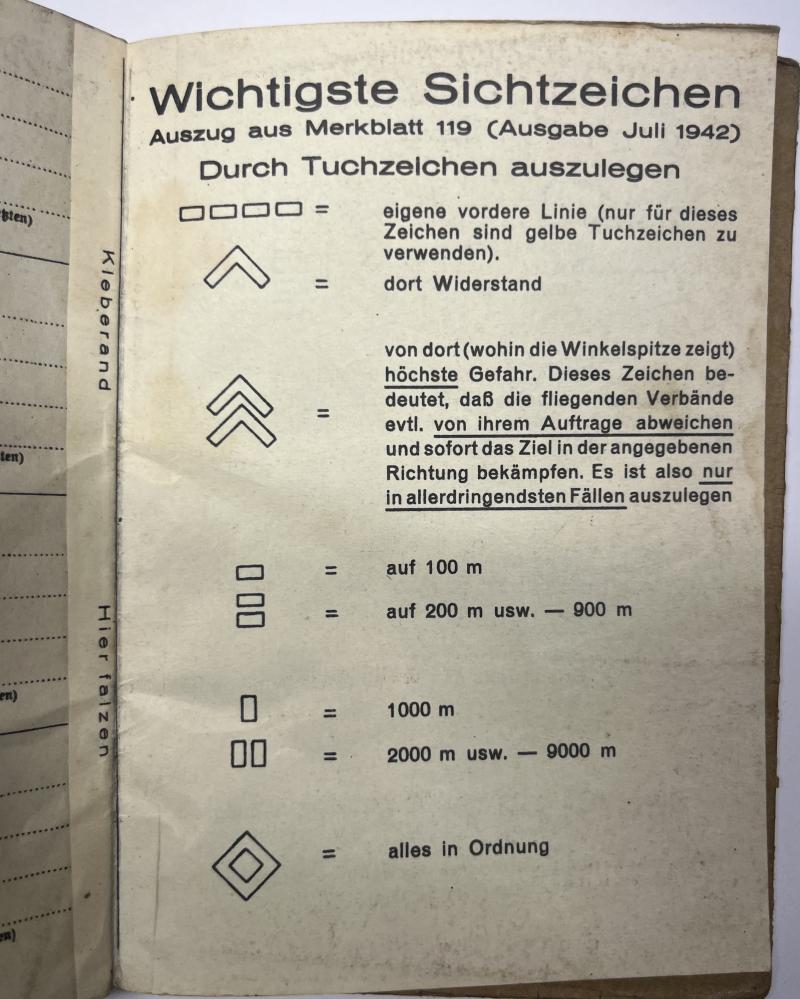 ßten)
ten)
en)
en)
Kleberand
Hier falzen
Wichtigste Sichtzeichen
Auszug aus Merkblatt 119 (Ausgabe Juli 1942)
Durch Tuchzeichen auszulegen
= eigene vordere Linie (nur für dieses
Zeichen sind gelbe Tuchzeichen zu
verwenden).
= dort Widerstand
von dort (wohin die Winkelspitze zeigt)
höchste Gefahr. Dieses Zeichen be-
deutet, daß die fliegenden Verbände
= evtl. von ihrem Auftrage abweichen
und sofort das Ziel in der angegebenen
Richtung bekämpfen. Es ist also nur
in allerdringendsten Fällen auszulegen
= auf 100 m
= auf 200 m usw. — 900 m
= 1000 m
= 2000 m usw. — 9000 m
= alles in Ordnung